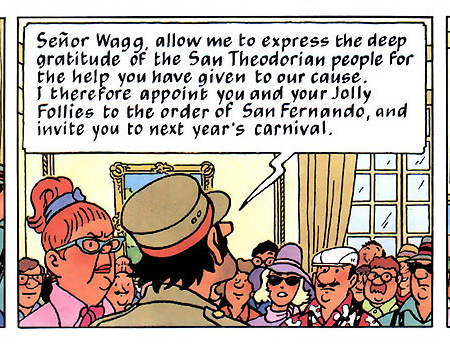 Señor Wagg, allow me to express the deep
gratitude of the San Theodorian people for
the help you have given to our cause.
I therefore appoint you and your Jolly
Follies to the order of San Fernando, and
invite you to next year's carnival.